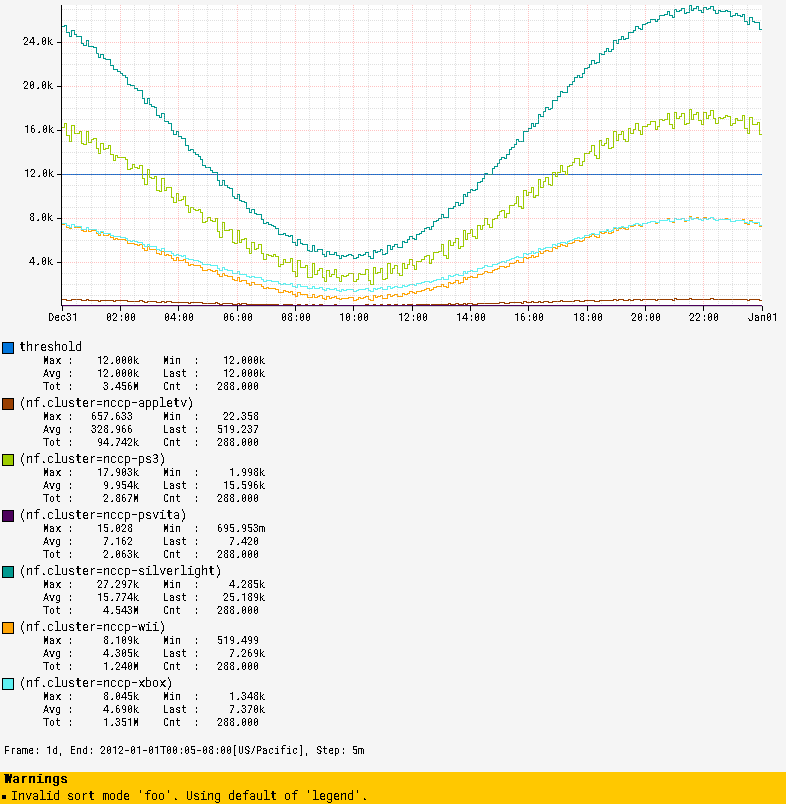 24.0k
20.0k
16.0k
12.0k
8.0k
4.0k
Dec31 02:00 04:00 06:00 08:00 10:00 12:00 14:00 16:00 18:00 20:00 22:00 Jan01
threshold
Max : 12.000k Min : 12.000k
Avg : 12.000k Last : 12.000k
Tot : 3.456M Cnt : 288.000
(nf.cluster=nccp-appletv)
Max : 657.633 Min : 22.358
Avg : 328.966 Last : 519.237
Tot : 94.742k Cnt : 288.000
(nf.cluster=nccp-ps3)
Max : 17.903k Min : 1.998k
Avg : 9.954k Last : 15.596k
Tot : 2.867M Cnt : 288.000
(nf.cluster=nccp-psvita)
Max : 15.028 Min : 695.953m
Avg : 7.162 Last : 7.420
Tot : 2.063k Cnt : 288.000
(nf.cluster=nccp-silverlight)
Max : 27.297k Min : 4.285k
Avg : 15.774k Last : 25.189k
Tot : 4.543M Cnt : 288.000
(nf.cluster=nccp-wii)
Max : 8.109k Min : 519.499
Avg : 4.305k Last : 7.269k
Tot : 1.240M Cnt : 288.000
(nf.cluster=nccp-xbox)
Max : 8.045k Min : 1.348k
Avg : 4.690k Last : 7.370k
Tot : 1.351M Cnt : 288.000
Frame: 1d, End: 2012-01-01T00:05-08:00[US/Pacific], Step: 5m
Warnings
▪ Invalid sort mode 'foo'. Using default of 'legend'.